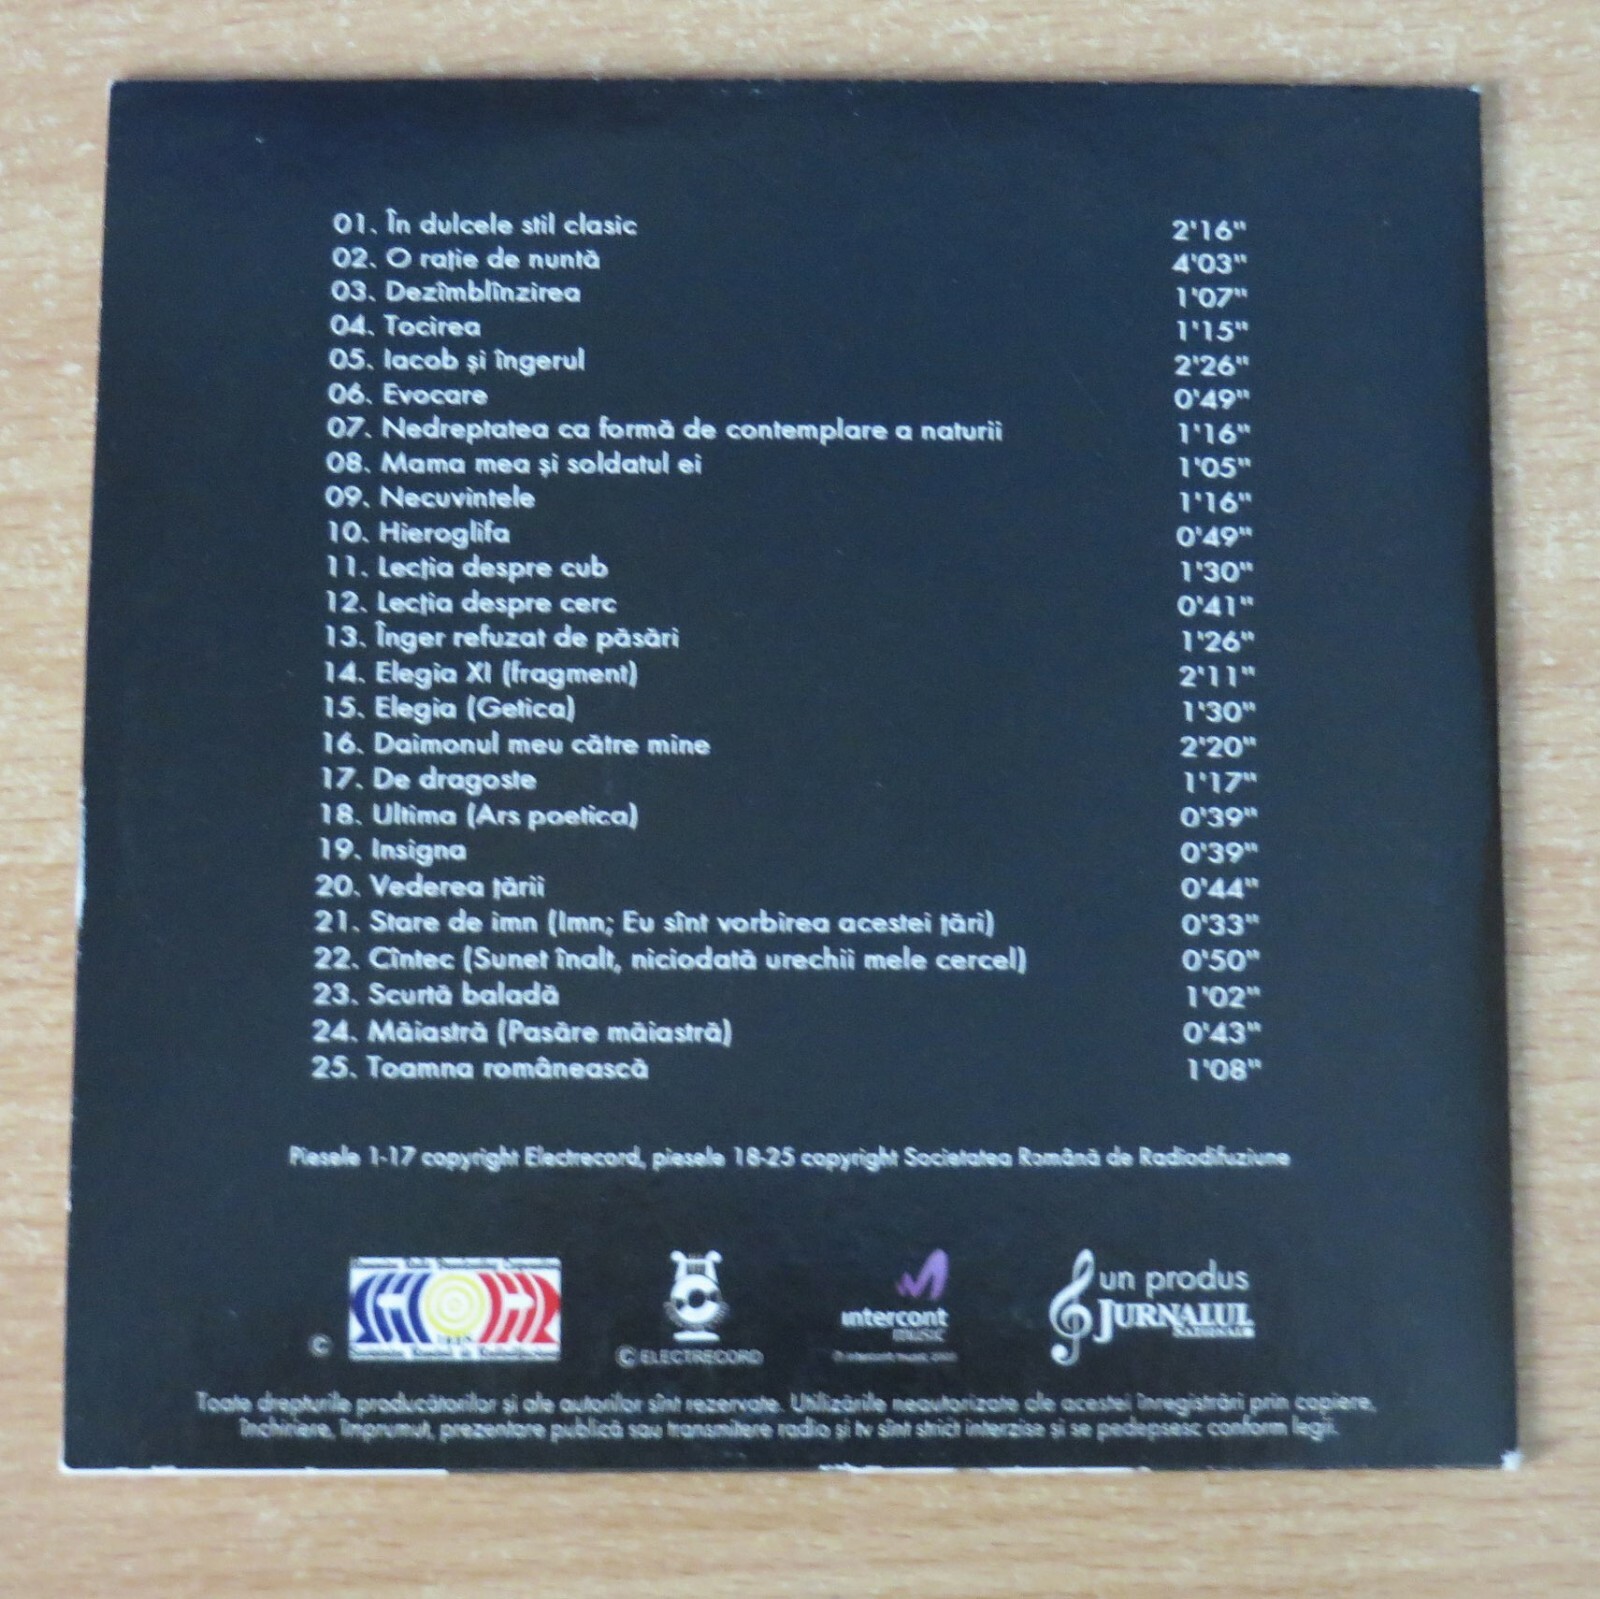 01. În dulcele stil clasic 2'16"
02. O rație de nuntă 4'03"
03. Dezîmblînzirea 1'07"
04. Tocirea 1'15"
05. Iacob și îngerul 2'26"
06. Evocare 0'49"
07. Nedreptatea ca formă de contemplare a naturii 1'16"
08. Mama mea și soldatul ei 1'05"
09. Necuvintele 1'16"
10. Hieroglifa 0'49"
11. Lecția despre cub 1'30"
12. Lecția despre cerc 0'41"
13. Înger refuzat de păsări 1'26"
14. Elegia XI (fragment) 2'11"
15. Elegia (Getica) 1'30"
16. Daimonul meu către mine 2'20"
17. De dragoste 1'17"
18. Ultima (Ars poetica) 0'39"
19. Insigna 0'39"
20. Vederea țării 0'44"
21. Stare de imn (Imn; Eu sînt vorbirea acestei țări) 0'33"
22. Cîntec (Sunet înalt, niciodată urechii mele cercel) 0'50"
23. Scurtă baladă 1'02"
24. Măiastră (Pasăre măiastră) 0'43"
25. Toamna românească 1'08"
Piesele 1-17 copyright Electrecord, piesele 18-25 copyright Societatea Română de Radiodifuziune
©
© ELECTRECORD
intercont
music
un produs
JURNALUL
NAȚIONAL
Toate drepturile producătorilor și ale autorilor sînt rezervate. Utilizările neautorizate ale acestei înregistrări prin copiere,
închiriere, împrumut, prezentare publică sau transmitere radio și tv sînt strict interzise și se pedepsesc conform legii.